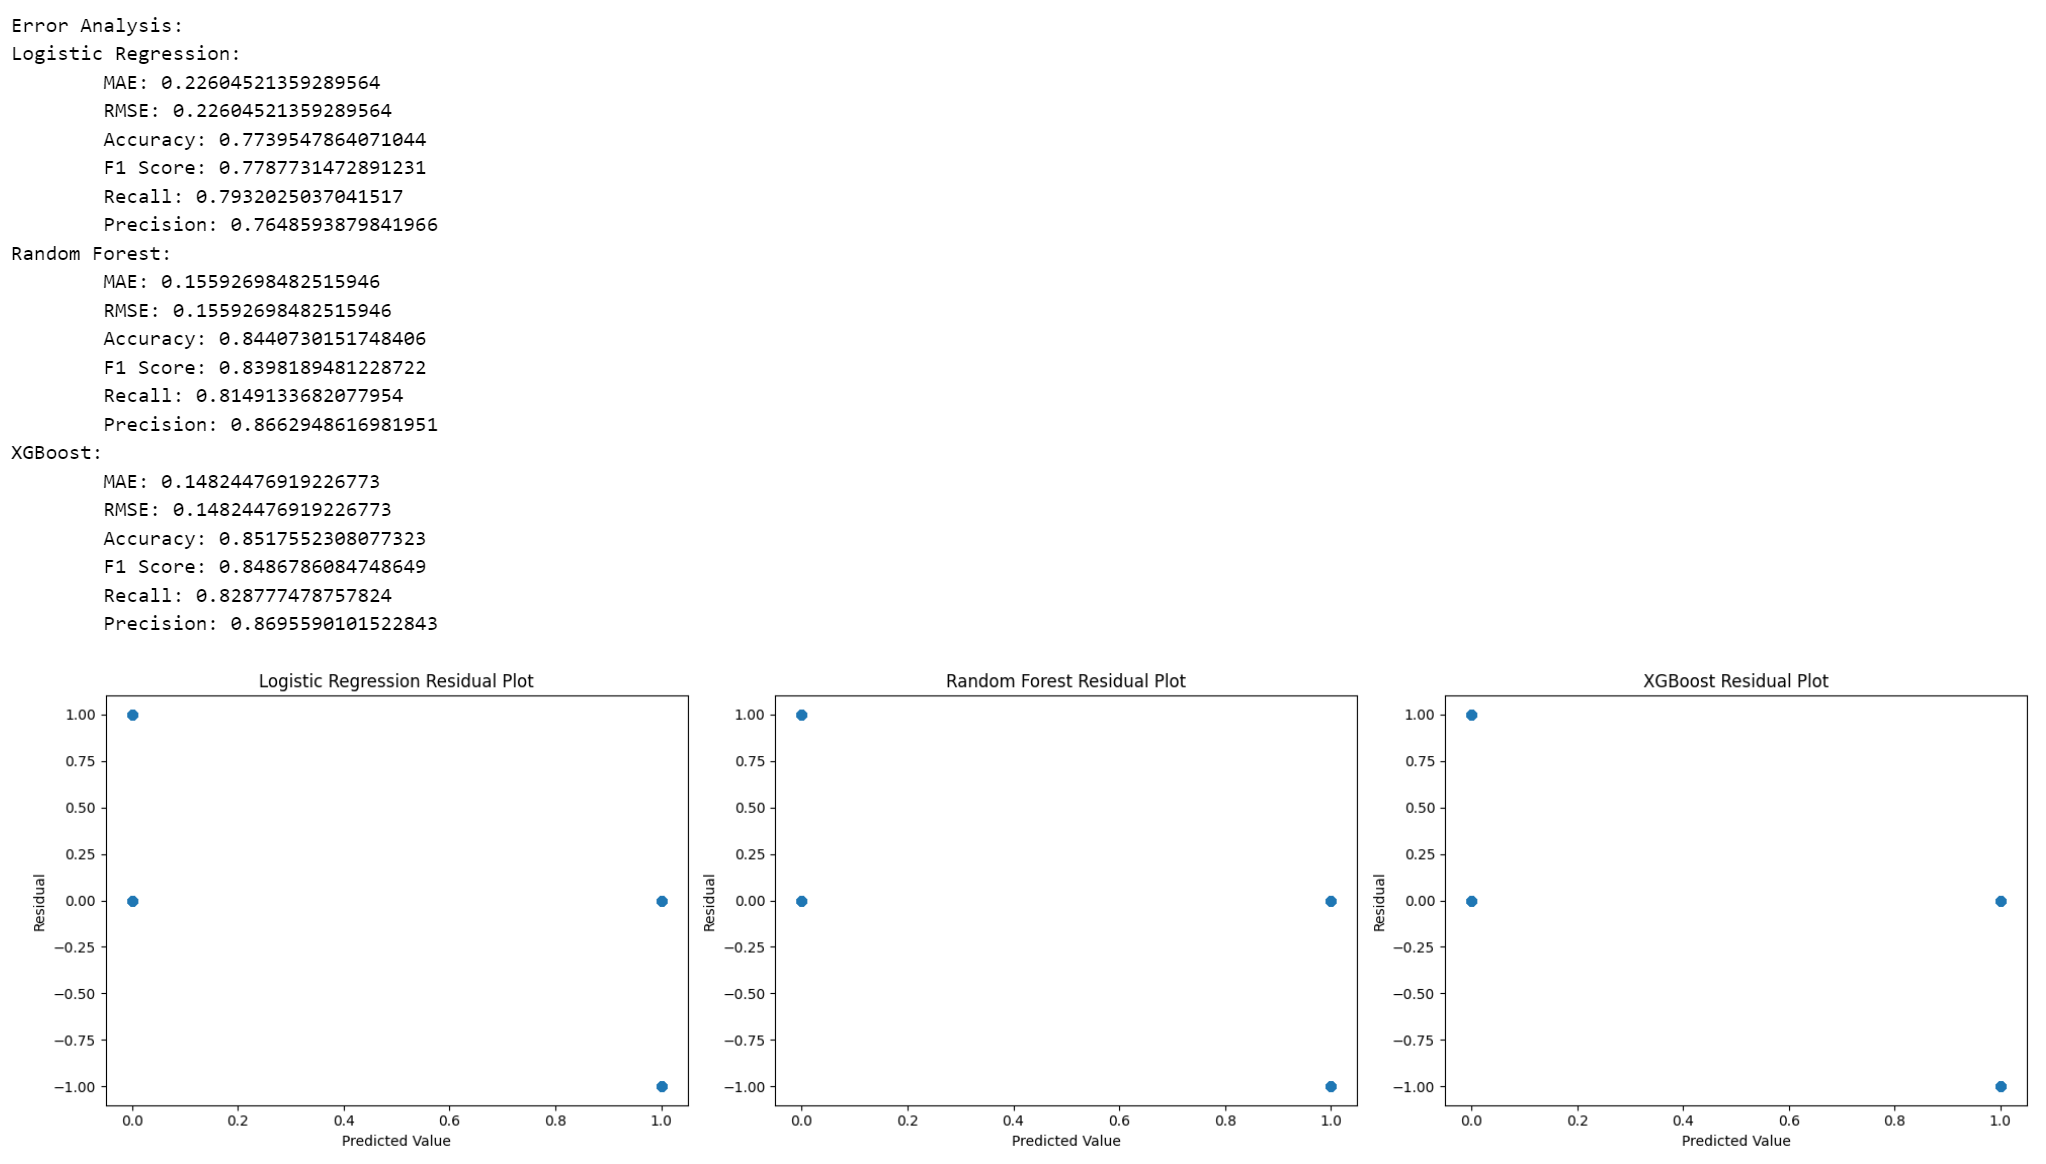 Error Analysis:
Logistic Regression:
MAE: 0.22604521359289564
RMSE: 0.22604521359289564
Accuracy: 0.7739547864071044
F1 Score: 0.7787731472891231
Recall: 0.7932025037041517
Precision: 0.7648593879841966
Random Forest:
MAE: 0.15592698482515946
RMSE: 0.15592698482515946
Accuracy: 0.8440730151748406
F1 Score: 0.8398189481228722
Recall: 0.8149133682077954
Precision: 0.8662948616981951
XGBoost:
MAE: 0.14824476919226773
RMSE: 0.14824476919226773
Accuracy: 0.8517552308077323
F1 Score: 0.8486786084748649
Recall: 0.828777478757824
Precision: 0.8695590101522843
Logistic Regression Residual Plot
1.00
0.75
0.50
0.25
0.00
−0.25
−0.50
−0.75
−1.00
Residual
0.0 0.2 0.4 0.6 0.8 1.0
Predicted Value
Random Forest Residual Plot
1.00
0.75
0.50
0.25
0.00
−0.25
−0.50
−0.75
−1.00
Residual
0.0 0.2 0.4 0.6 0.8 1.0
Predicted Value
XGBoost Residual Plot
1.00
0.75
0.50
0.25
0.00
−0.25
−0.50
−0.75
−1.00
Residual
0.0 0.2 0.4 0.6 0.8 1.0
Predicted Value